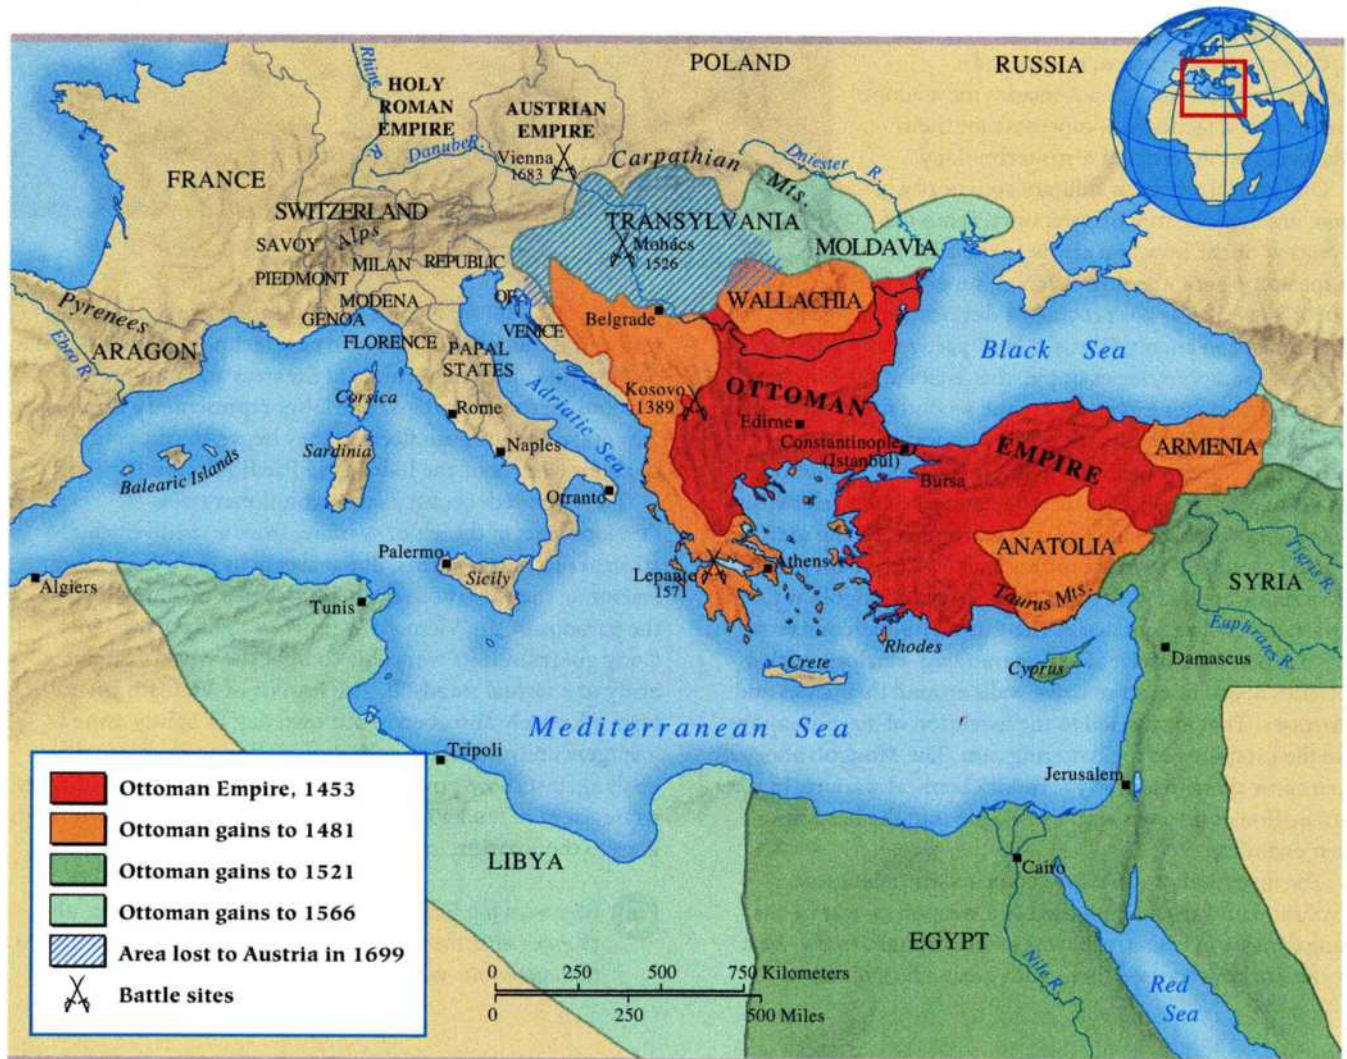 POLAND
RUSSIA
Rhine
R.
HOLY
ROMAN
EMPIRE
AUSTRIAN
EMPIRE
Danube R.
Vienna
1683
Carpathian
Mts.
Dniester
R.
FRANCE
SWITZERLAND
Alps
TRANSYLVANIA
Mohács
1526
MOLDAVIA
SAVOY
MILAN
REPUBLIC
OF
VENICE
PIEDMONT
MODENA
GENOA
FLORENCE
PAPAL
STATES
Pyrenees
Ebro R.
ARAGON
WALLACHIA
Belgrade
Black Sea
Corsica
Rome
Adriatic Sea
Kosovo
1389
OTTOMAN
EMPIRE
Edirne
Constantinople
(Istanbul)
Bursa
ARMENIA
Balearic Islands
Sardinia
Naples
Otranto
ANATOLIA
Taurus Mts.
Tigris R.
SYRIA
Euphrates R.
Palermo
Sicily
Lepanto
1571
Athens
Algiers
Tunis
Rhodes
Crete
Cyprus
Damascus
Mediterranean Sea
Tripoli
Jerusalem
LIBYA
Cairo
EGYPT
Nile R.
Red
Sea
Ottoman Empire, 1453
Ottoman gains to 1481
Ottoman gains to 1521
Ottoman gains to 1566
Area lost to Austria in 1699
Battle sites
0 250 500 750 Kilometers
0 250 500 Miles